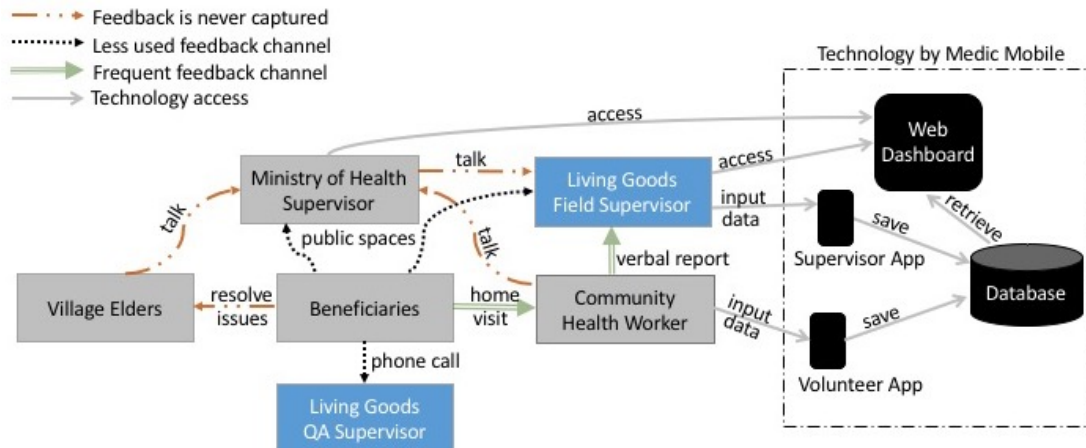 Feedback is never captured
Less used feedback channel
Frequent feedback channel
Technology access
Technology by Medic Mobile
access
Web
Dashboard
talk
access
Ministry of Health
Supervisor
Living Goods
Field Supervisor
input
data
retrieve
save
talk
public spaces
talk
verbal report
Supervisor App
Database
Village Elders
resolve
issues
Beneficiaries
home
visit
Community
Health Worker
input
data
save
phone call
Volunteer App
Living Goods
QA Supervisor